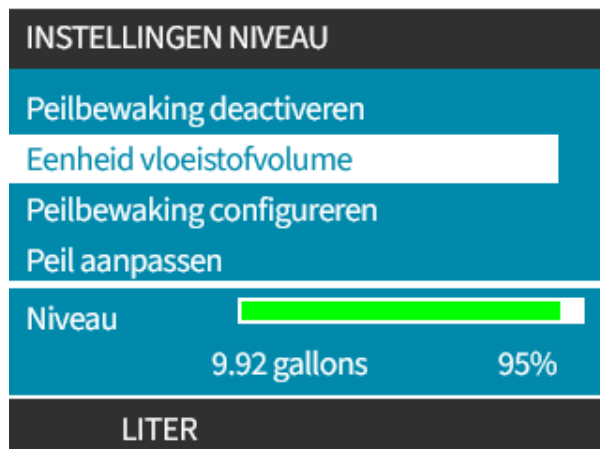 INSTELLINGEN NIVEAU
Peilbewaking deactiveren
Eenheid vloeistofvolume
Peilbewaking configureren
Peil aanpassen
Niveau
9.92 gallons 95%
LITER